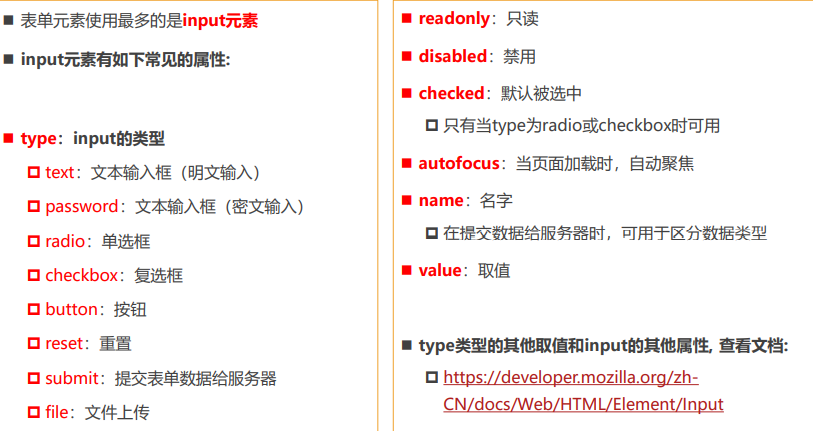 表单元素使用最多的是input元素
input元素有如下常见的属性:
type：input的类型
text：文本输入框（明文输入）
password：文本输入框（密文输入）
radio：单选框
checkbox：复选框
button：按钮
reset：重置
submit：提交表单数据给服务器
file：文件上传
readonly：只读
disabled：禁用
checked：默认被选中
只有当type为radio或checkbox时可用
autofocus：当页面加载时，自动聚焦
name：名字
在提交数据给服务器时，可用于区分数据类型
value：取值
type类型的其他取值和input的其他属性, 查看文档:
https://developer.mozilla.org/zh-
CN/docs/Web/HTML/Element/Input